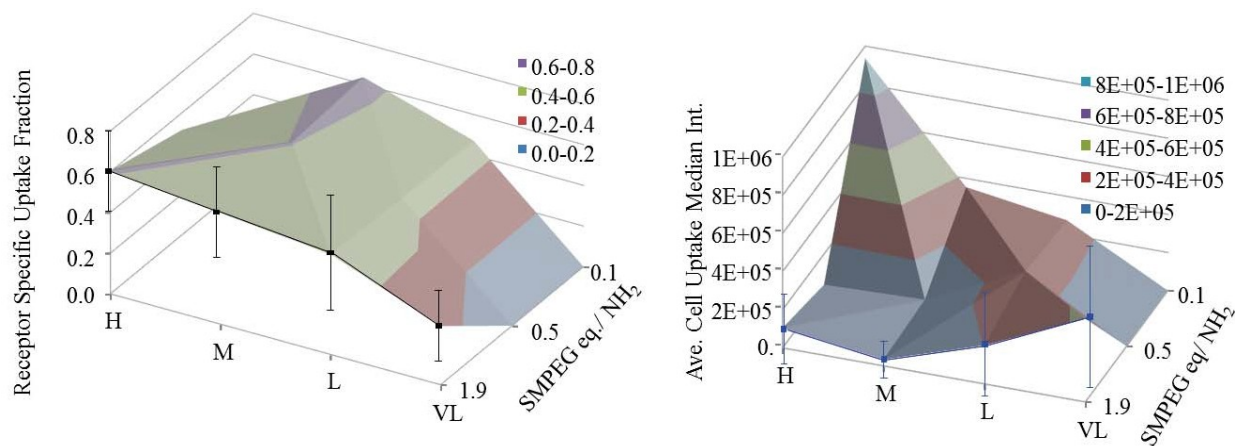 Receptor Specific Uptake Fraction
0.8
0.6
0.4
0.2
0.0
H
M
L
VL
1.9
0.5
0.1
SMPEG eq./ NH2
0.6-0.8
0.4-0.6
0.2-0.4
0.0-0.2
Ave. Cell Uptake Median Int.
1E+06
8E+05
6E+05
4E+05
2E+05
0.
H
M
L
VL
1.9
0.5
0.1
SMPEG eq/ NH2
8E+05-1E+06
6E+05-8E+05
4E+05-6E+05
2E+05-4E+05
0-2E+05